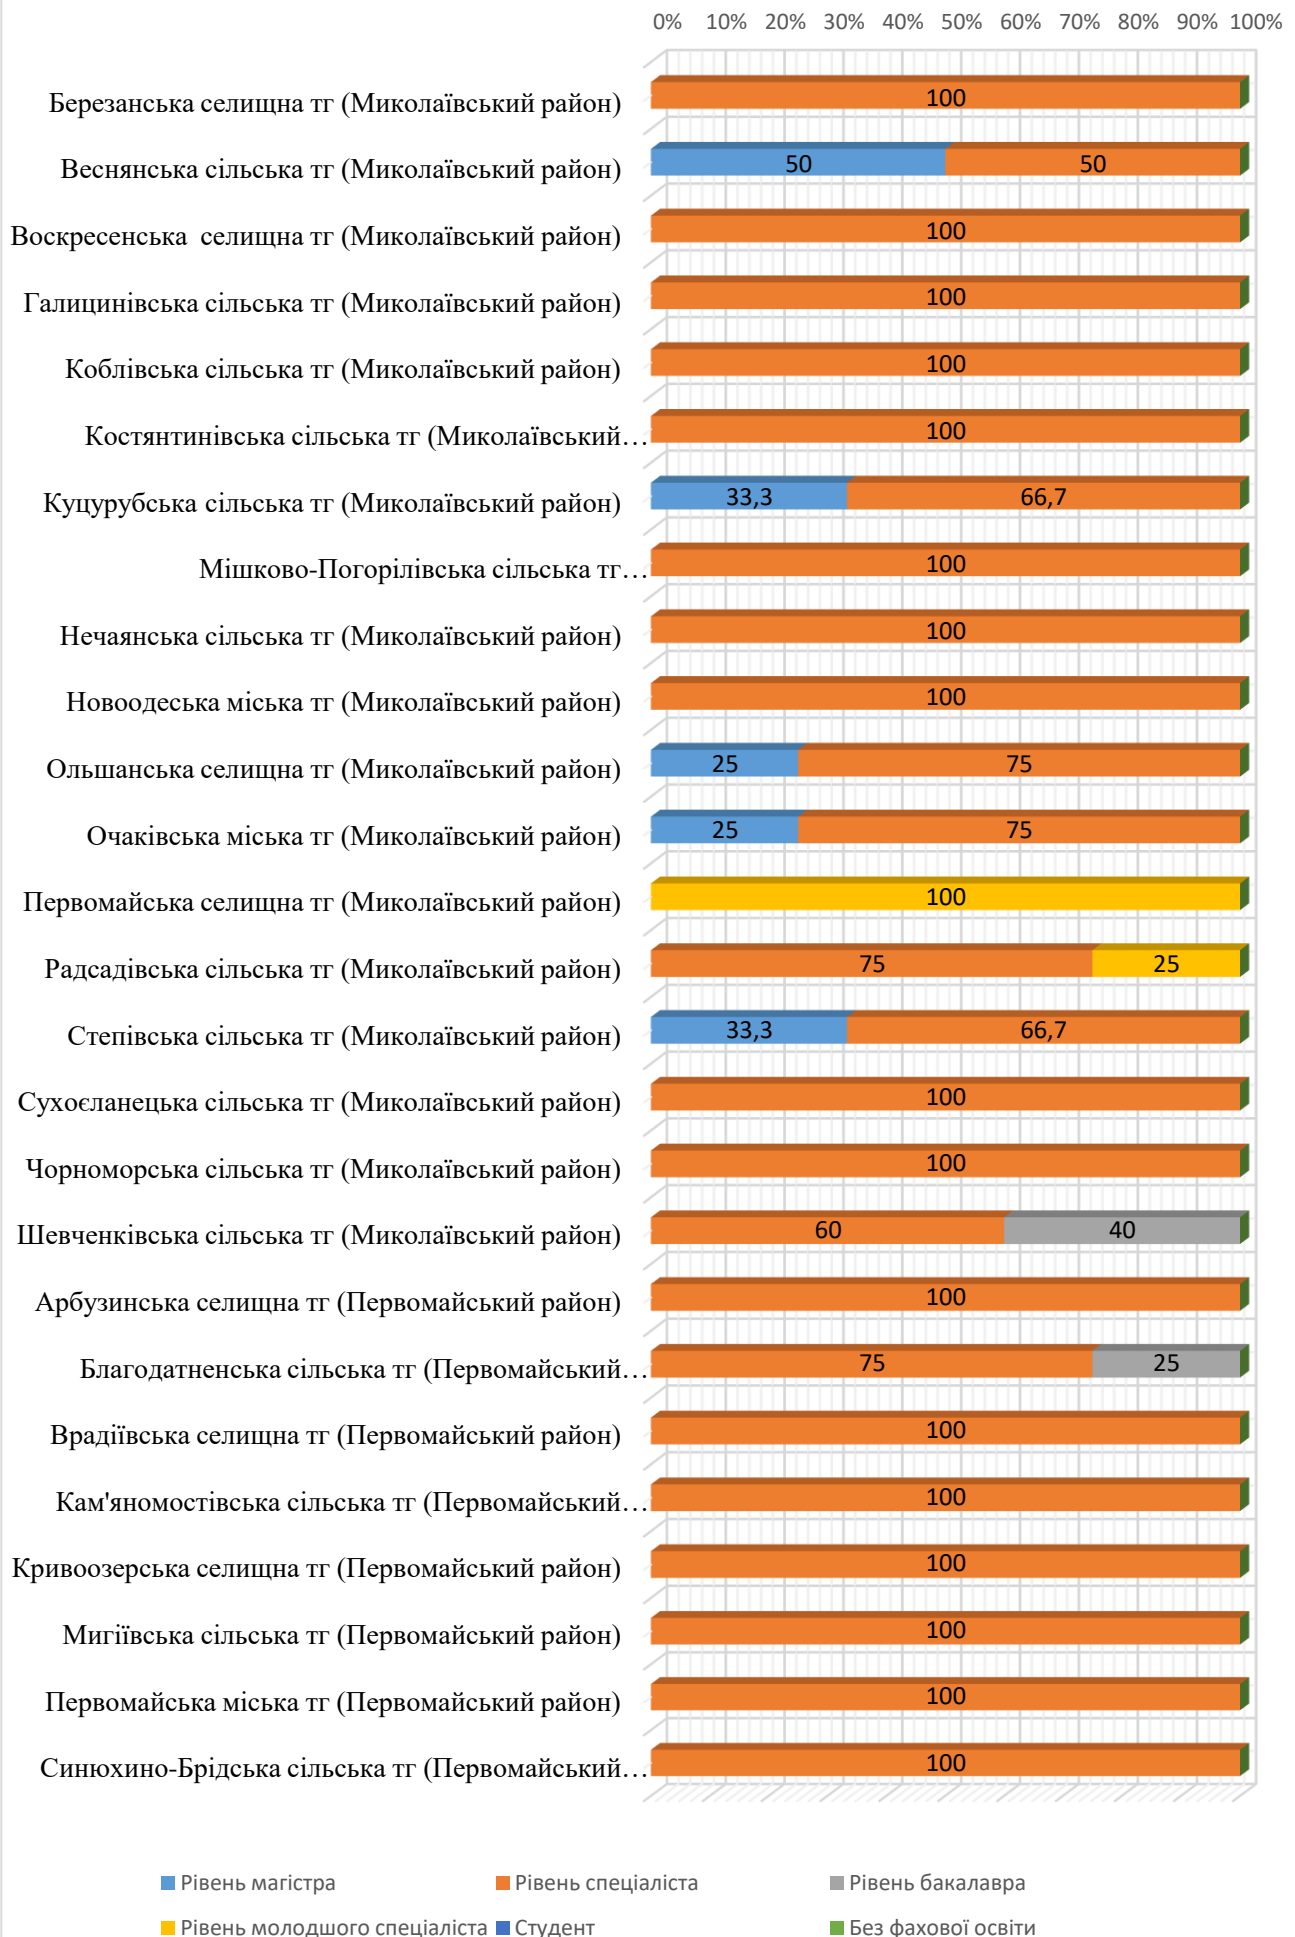 0% 10% 20% 30% 40% 50% 60% 70% 80% 90% 100%
Березанська селищна тг (Миколаївський район) 100
Веснянська сільська тг (Миколаївський район) 50 50
Воскресенська селищна тг (Миколаївський район) 100
Галицинівська сільська тг (Миколаївський район) 100
Коблівська сільська тг (Миколаївський район) 100
Костянтинівська сільська тг (Миколаївський… 100
Куцурубська сільська тг (Миколаївський район) 33,3 66,7
Мішково-Погорілівська сільська тг… 100
Нечаянська сільська тг (Миколаївський район) 100
Новоодеська міська тг (Миколаївський район) 100
Ольшанська селищна тг (Миколаївський район) 25 75
Очаківська міська тг (Миколаївський район) 25 75
Первомайська селищна тг (Миколаївський район) 100
Радсадівська сільська тг (Миколаївський район) 75 25
Степівська сільська тг (Миколаївський район) 33,3 66,7
Сухоєланецька сільська тг (Миколаївський район) 100
Чорноморська сільська тг (Миколаївський район) 100
Шевченківська сільська тг (Миколаївський район) 60 40
Арбузинська селищна тг (Первомайський район) 100
Благодатненська сільська тг (Первомайський… 75 25
Врадіївська селищна тг (Первомайський район) 100
Кам'яномостівська сільська тг (Первомайський… 100
Кривоозерська селищна тг (Первомайський район) 100
Мигіївська сільська тг (Первомайський район) 100
Первомайська міська тг (Первомайський район) 100
Синюхино-Брідська сільська тг (Первомайський… 100
Рівень магістра Рівень спеціаліста Рівень бакалавра
Рівень молодшого спеціаліста Студент Без фахової освіти